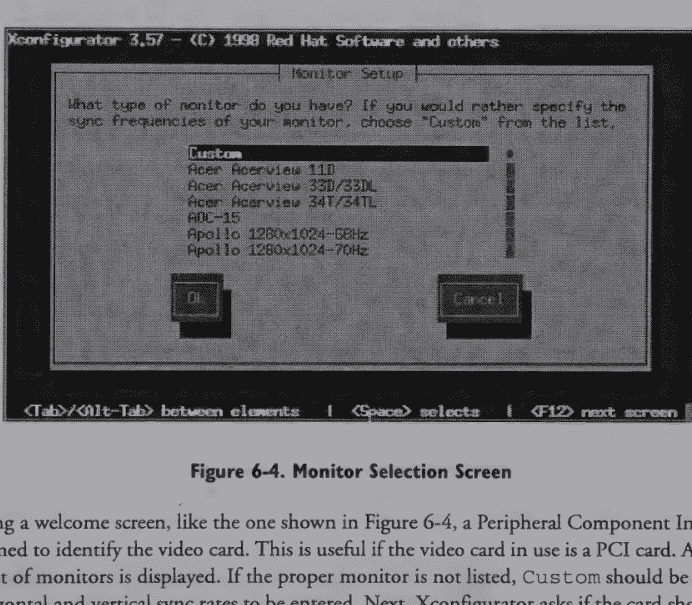 Xconfigurator 3.57 - (C) 1998 Red Hat Software and others
Monitor Setup
What type of monitor do you have? If you would rather specify the
sync frequencies of your monitor, choose "Custom" from the list.
Custom
Acer Acerview 11D
Acer Acerview 33D/33DL
Acer Acerview 34T/34TL
ADC-15
Apollo 1280x1024-68Hz
Apollo 1280x1024-70Hz
Ok Cancel
<Tab>/<Alt-Tab> between elements | <Space> selects | <F12> next screen
Figure 6-4. Monitor Selection Screen
ng a welcome screen, like the one shown in Figure 6-4, a Peripheral Component In
ned to identify the video card. This is useful if the video card in use is a PCI card. A
t of monitors is displayed. If the proper monitor is not listed, Custom should be
izontal and vertical sync rates to be entered. Next, Xconfigurator asks if the card sh